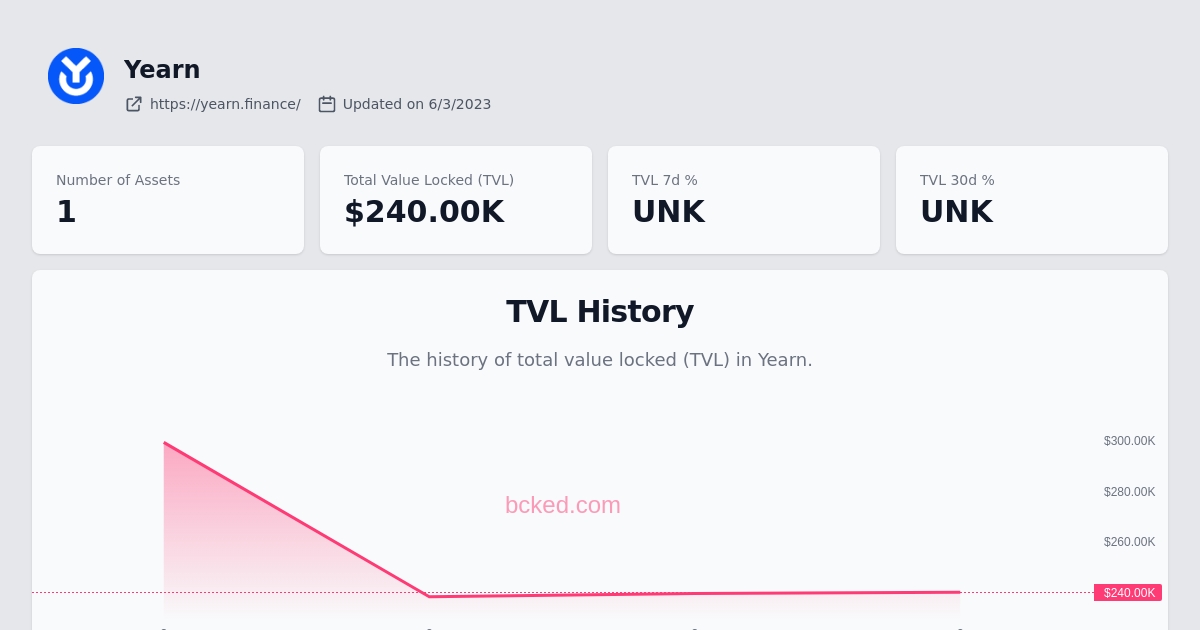 Yearn
https://yearn.finance/ Updated on 6/3/2023
Number of Assets
1
Total Value Locked (TVL)
$240.00K
TVL 7d %
UNK
TVL 30d %
UNK
TVL History
The history of total value locked (TVL) in Yearn.
$300.00K
bcked.com
$280.00K
$260.00K
$240.00K